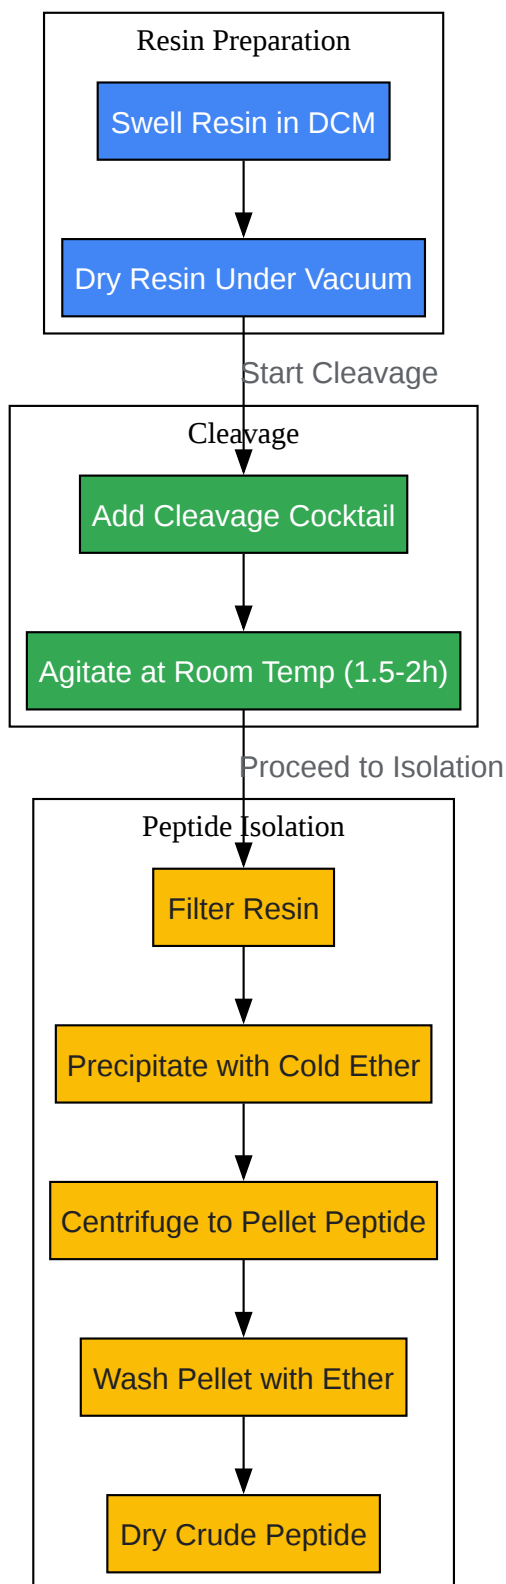 Resin Preparation
Swell Resin in DCM
Dry Resin Under Vacuum
Start Cleavage
Cleavage
Add Cleavage Cocktail
Agitate at Room Temp (1.5-2h)
Proceed to Isolation
Peptide Isolation
Filter Resin
Precipitate with Cold Ether
Centrifuge to Pellet Peptide
Wash Pellet with Ether
Dry Crude Peptide